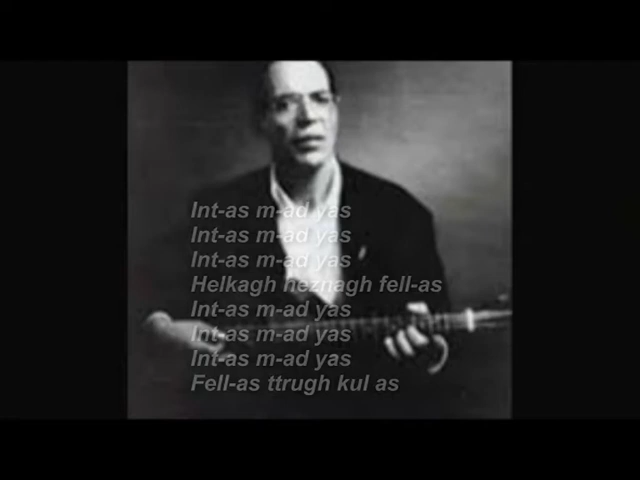 Int-as m-ad yas
Int-as m-ad yas
Int-as m-ad yas
Helkagh heznagh fell-as
Int-as m-ad yas
Int-as m-ad yas
Int-as m-ad yas
Fell-as ttrugh kul as